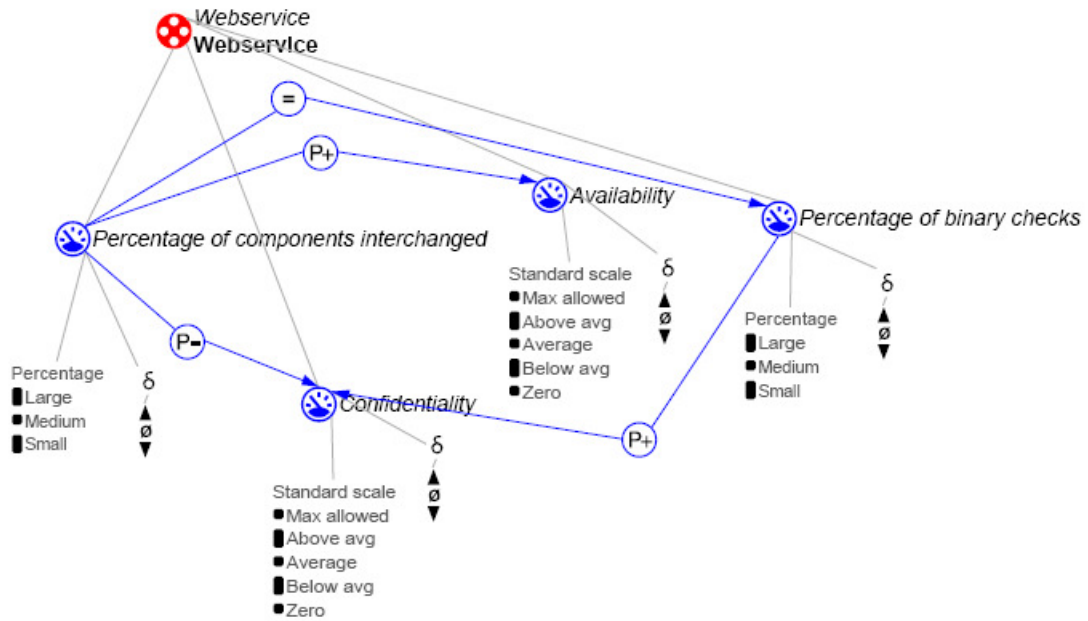 Webservice
Webservice
=
P+
Availability
Percentage of binary checks
Percentage of components interchanged
δ
Standard scale
Max allowed
Above avg
Average
Below avg
Zero
ø
δ
Percentage
Large
Medium
Small
ø
P-
Percentage
Large
Medium
Small
δ
ø
Confidentiality
P+
δ
Standard scale
Max allowed
Above avg
Average
Below avg
Zero
ø